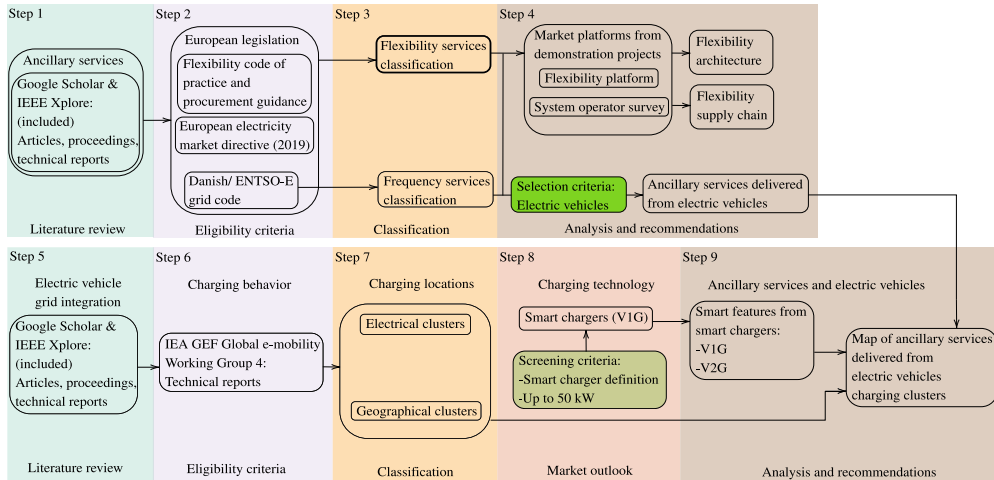 Step 1
Ancillary services
Google Scholar &
IEEE Xplore:
(included)
Articles, proceedings,
technical reports
Literature review
Step 2
European legislation
Flexibility code of
practice and
procurement guidance
European electricity
market directive (2019)
Danish/ ENTSO-E
grid code
Eligibility criteria
Step 3
Flexibility services
classification
Frequency services
classification
Classification
Step 4
Market platforms from
demonstration projects
Flexibility platform
System operator survey
Flexibility
architecture
Flexibility
supply chain
Selection criteria:
Electric vehicles
Ancillary services delivered
from electric vehicles
Analysis and recommendations
Step 5
Electric vehicle
grid integration
Google Scholar &
IEEE Xplore:
(included)
Articles, proceedings,
technical reports
Literature review
Step 6
Charging behavior
IEA GEF Global e-mobility
Working Group 4:
Technical reports
Eligibility criteria
Step 7
Charging locations
Electrical clusters
Geographical clusters
Classification
Step 8
Charging technology
Smart chargers (V1G)
Screening criteria:
-Smart charger definition
-Up to 50 kW
Market outlook
Step 9
Ancillary services and electric vehicles
Smart features from
smart chargers:
-V1G
-V2G
Map of ancillary services
delivered from
electric vehicles
charging clusters
Analysis and recommendations